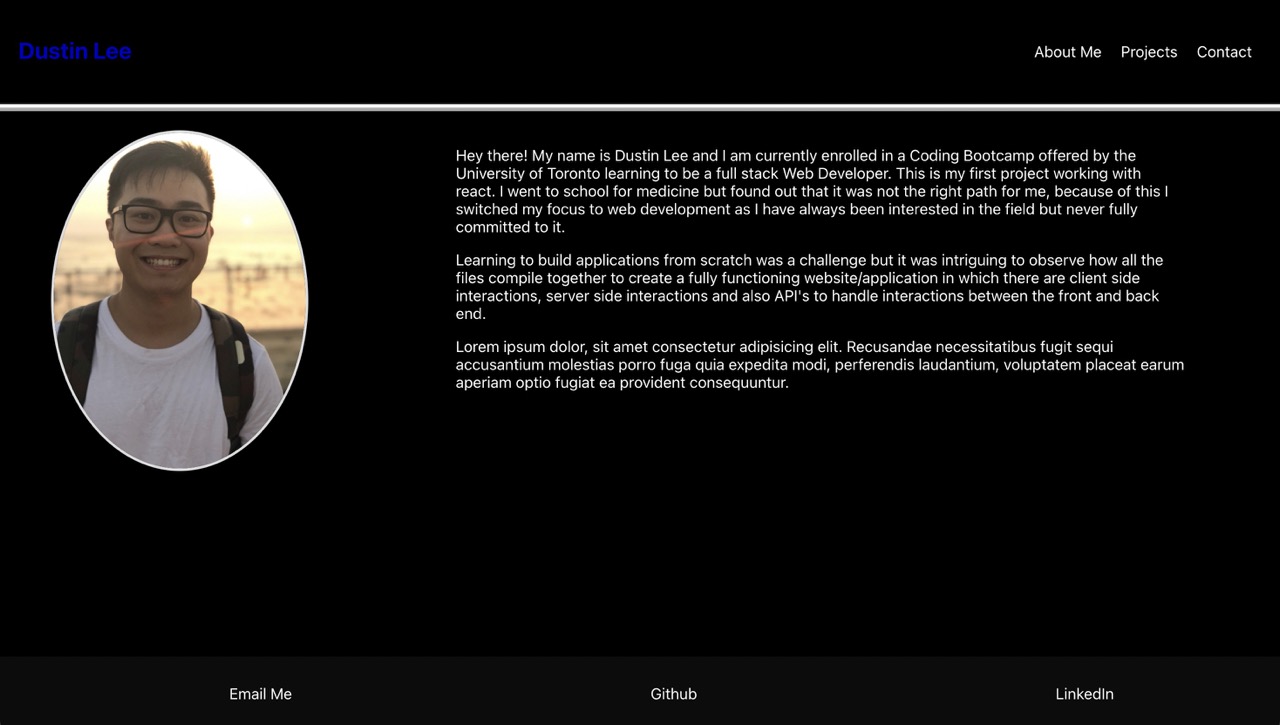 Dustin Lee
About Me Projects Contact
Hey there! My name is Dustin Lee and I am currently enrolled in a Coding Bootcamp offered by the
University of Toronto learning to be a full stack Web Developer. This is my first project working with
react. I went to school for medicine but found out that it was not the right path for me, because of this I
switched my focus to web development as I have always been interested in the field but never fully
committed to it.
Learning to build applications from scratch was a challenge but it was intriguing to observe how all the
files compile together to create a fully functioning website/application in which there are client side
interactions, server side interactions and also API's to handle interactions between the front and back
end.
Lorem ipsum dolor, sit amet consectetur adipisicing elit. Recusandae necessitatibus fugit sequi
accusantium molestias porro fuga quia expedita modi, perferendis laudantium, voluptatem placeat earum
aperiam optio fugiat ea provident consequuntur.
Email Me Github LinkedIn